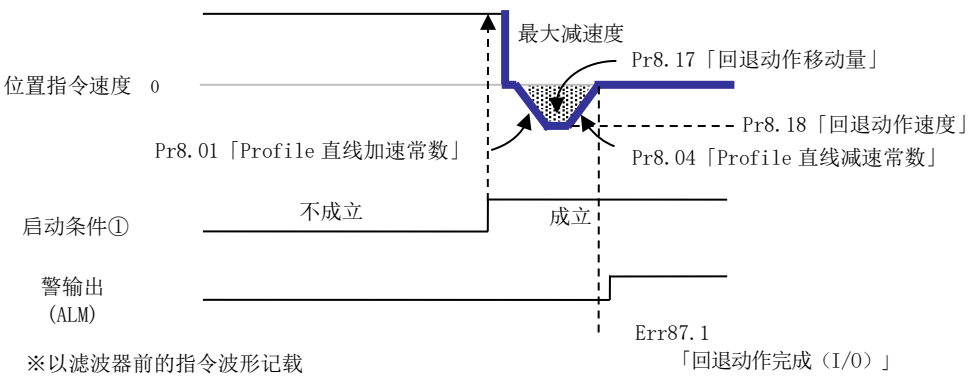 最大减速度
Pr8.17「回退动作移动量」
位置指令速度 0
Pr8.18「回退动作速度」
Pr8.01「Profile 直线加速常数」
Pr8.04「Profile 直线减速常数」
不成立
成立
启动条件①
警输出
(ALM)
Err87.1
「回退动作完成（I/O）」
※以滤波器前的指令波形记载